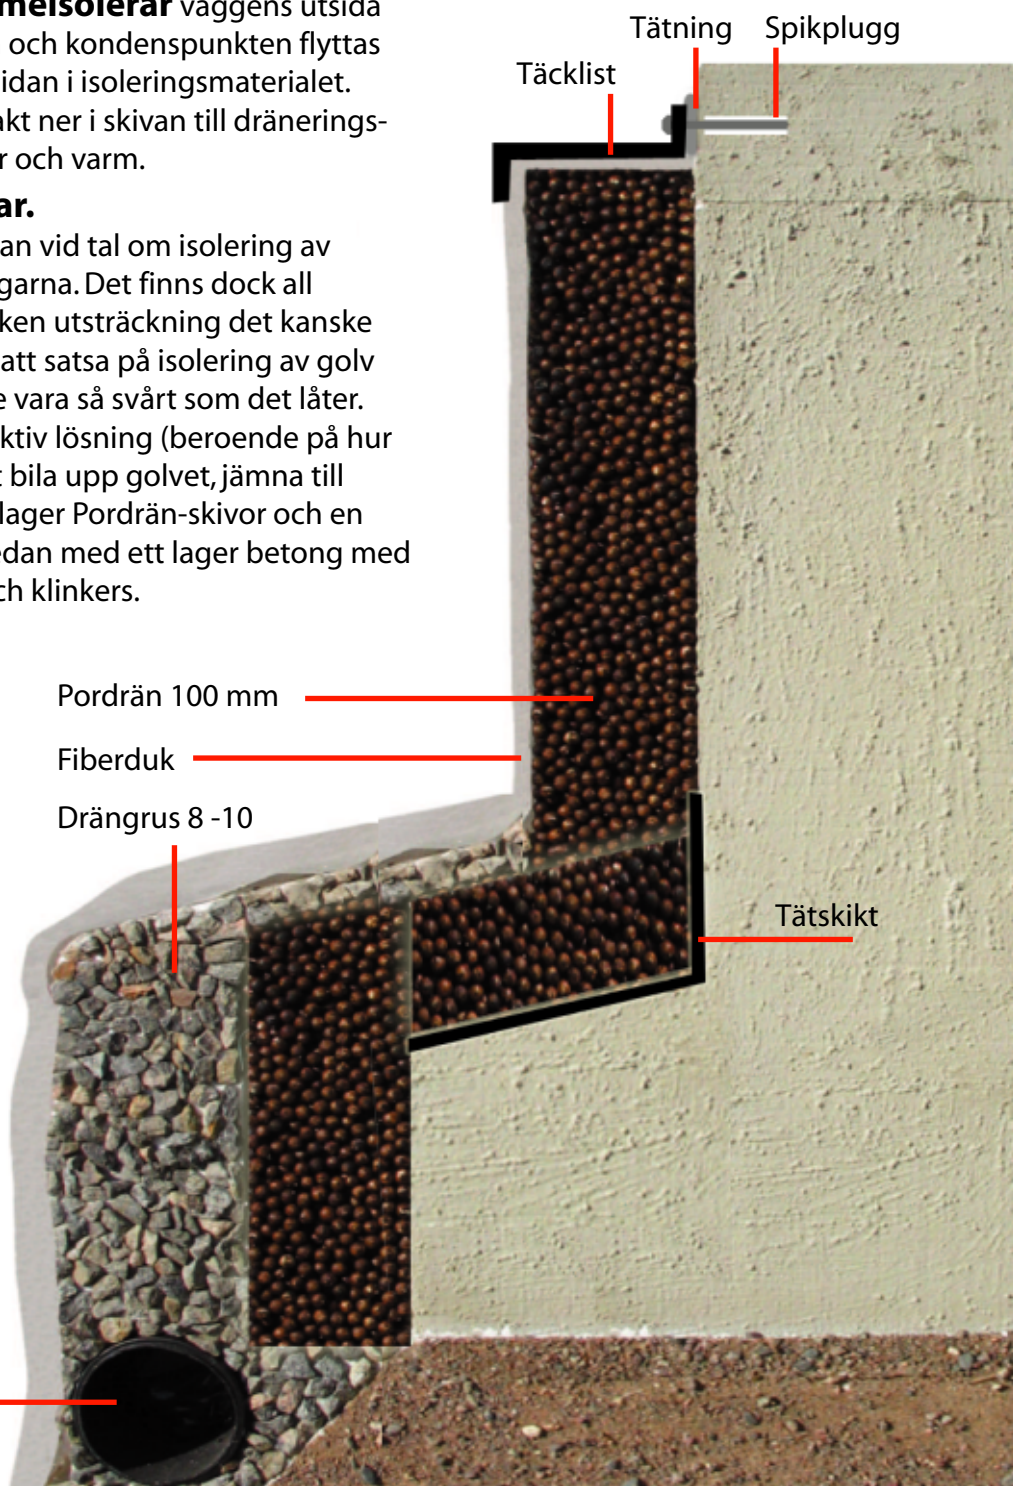 melsolerar väggens utsida
och kondenspunkten flyttas
idan i isoleringsmaterialet.
akt ner i skivan till dränerings-
r och varm.
ar.
an vid tal om isolering av
garna. Det finns dock all
ken utsträckning det kanske
att satsa på isolering av golv
e vara så svårt som det låter.
ktiv lösning (beroende på hur
t bila upp golvet, jämna till
lager Pordrän-skivor och en
edan med ett lager betong med
ch klinkers.
Tätning Spikplugg
Täcklist
Pordrän 100 mm
Fiberduk
Drängrus 8 -10
Tätskikt